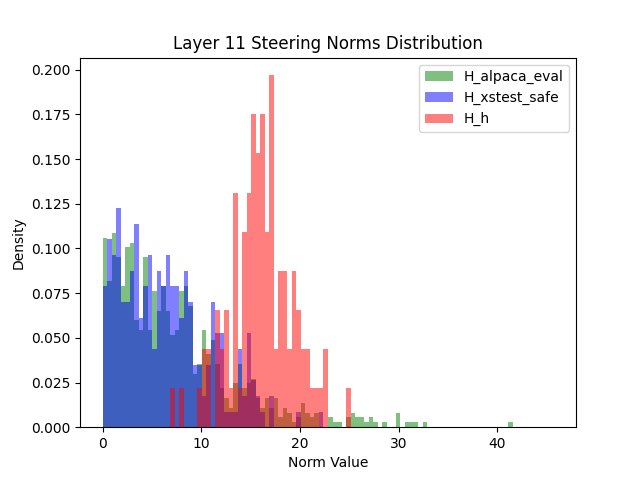 Layer 11 Steering Norms Distribution
H_alpaca_eval
H_xstest_safe
H_h
0.200
0.175
0.150
0.125
0.100
0.075
0.050
0.025
0.000
Density
0 10 20 30 40
Norm Value